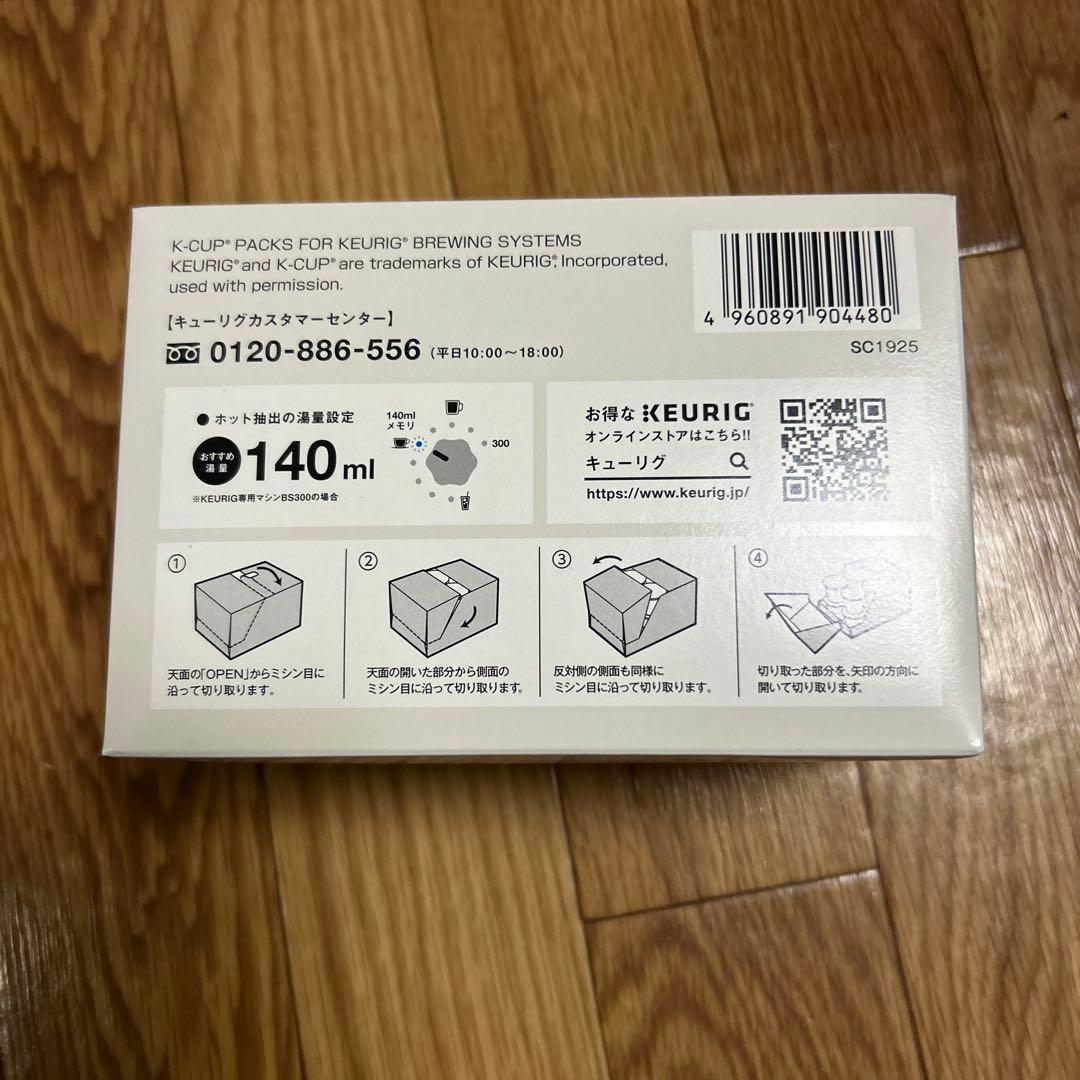 K-CUP® PACKS FOR KEURIG® BREWING SYSTEMS
KEURIG® and K-CUP® are trademarks of KEURIG®, Incorporated,
used with permission.
【キューリグカスタマーセンター】
0120-886-556（平日10:00〜18:00）
4 960891 904480
SC1925
● ホット抽出の湯量設定
おすすめ
湯量
140ml
※KEURIG専用マシンBS300の場合
140ml
メモリ
300
お得な KEURIG®
オンラインストアはこちら!!
キューリグ
https://www.keurig.jp/
①
天面の「OPEN」からミシン目に
沿って切り取ります。
②
天面の開いた部分から側面の
ミシン目に沿って切り取ります。
③
反対側の側面も同様に
ミシン目に沿って切り取ります。
④
切り取った部分を、矢印の方向に
開いて切り取ります。